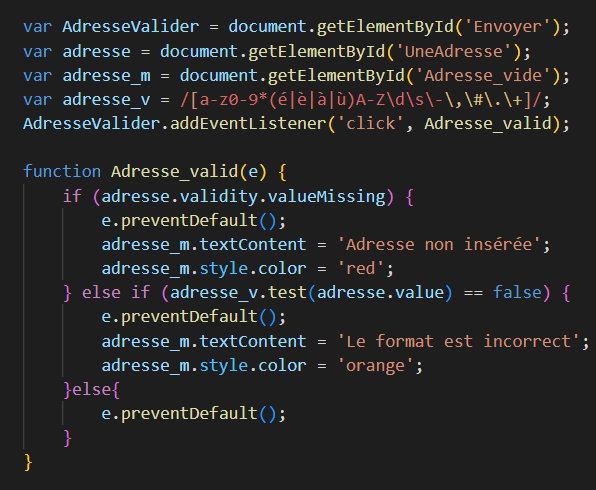 var AdresseValider = document.getElementById('Envoyer');
var adresse = document.getElementById('UneAdresse');
var adresse_m = document.getElementById('Adresse_vide');
var adresse_v = /[a-z0-9*(é|è|à|ù)A-Z\d\s\-\,\#\.\+]/;
AdresseValider.addEventListener('click', Adresse_valid);

function Adresse_valid(e) {
    if (adresse.validity.valueMissing) {
        e.preventDefault();
        adresse_m.textContent = 'Adresse non insérée';
        adresse_m.style.color = 'red';
    } else if (adresse_v.test(adresse.value) == false) {
        e.preventDefault();
        adresse_m.textContent = 'Le format est incorrect';
        adresse_m.style.color = 'orange';
    }else{
        e.preventDefault();
    }
}